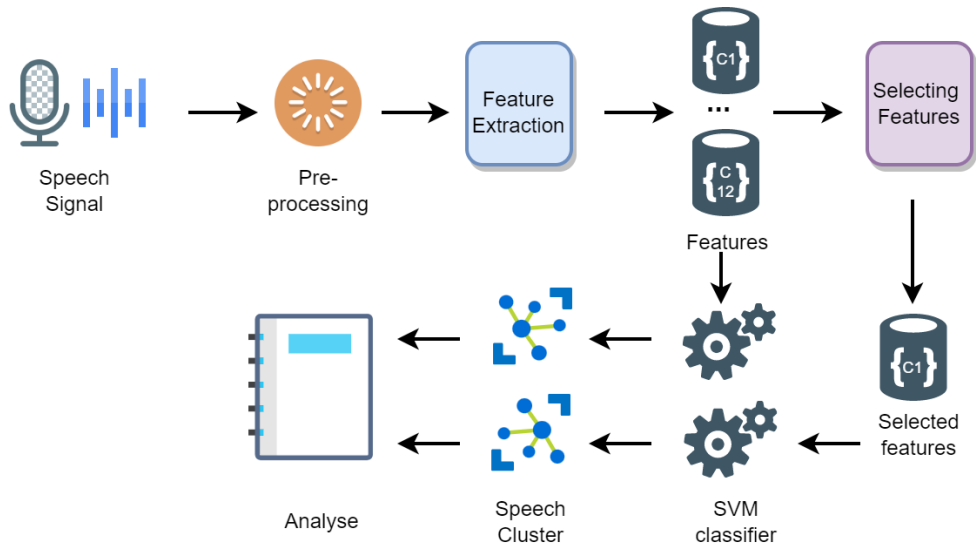 {C1}
...
Feature
Extraction
Selecting
Features
{C
12}
Speech
Signal
Pre-
processing
Features
{C1}
Selected
features
Analyse
Speech
Cluster
SVM
classifier